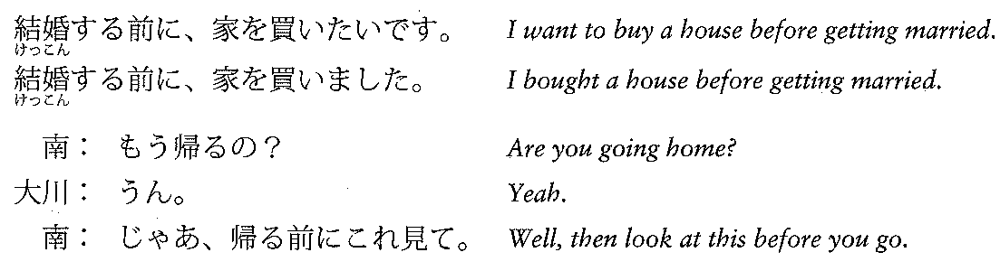 結婚する前に、家を買いたいです。 I want to buy a house before getting married.
けっこん
結婚する前に、家を買いました。 I bought a house before getting married.
けっこん
南： もう帰るの？ Are you going home?
大川： うん。 Yeah.
南： じゃあ、帰る前にこれ見て。 Well, then look at this before you go.